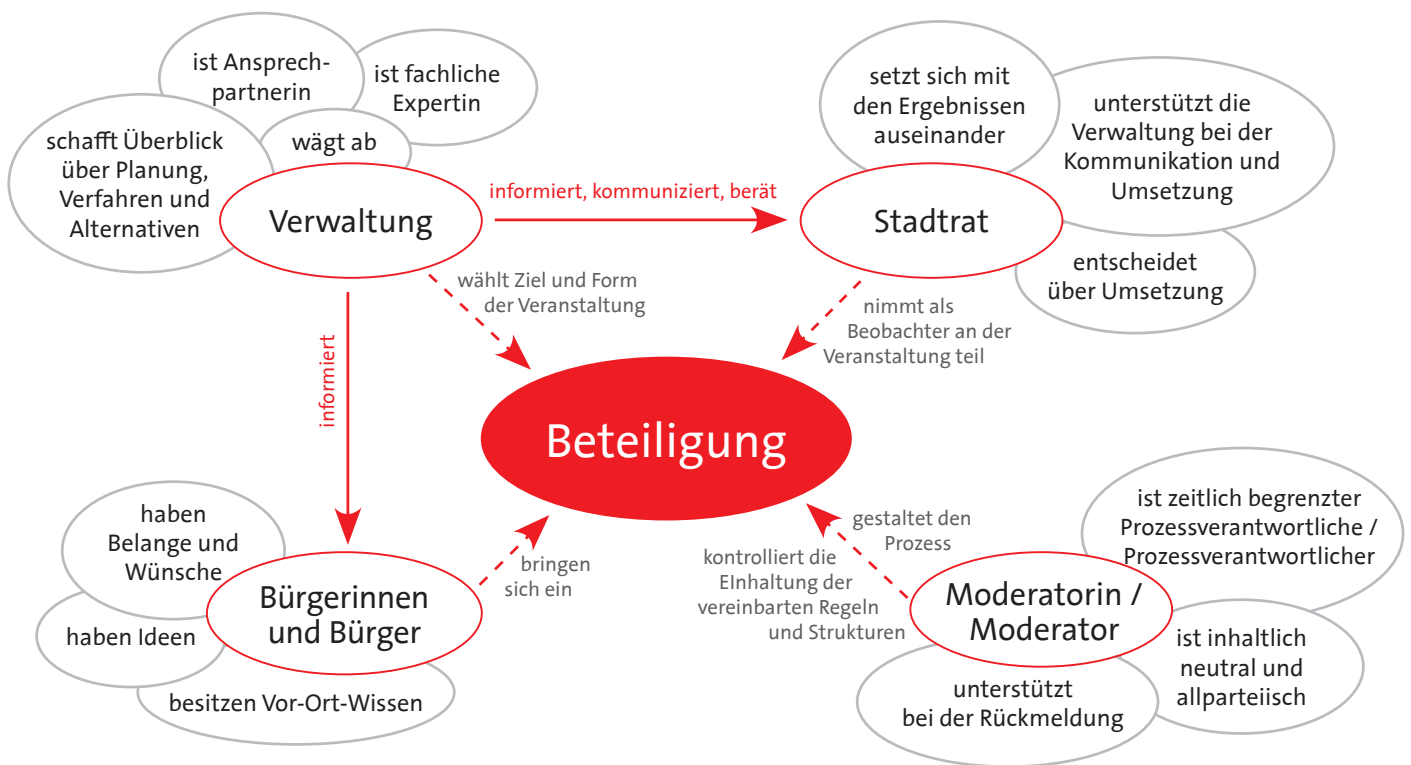 ist Ansprech-
partnerin
ist fachliche
Expertin
wägt ab
schafft Überblick
über Planung,
Verfahren und
Alternativen
Verwaltung
informiert, kommuniziert, berät
setzt sich mit
den Ergebnissen
auseinander
unterstützt die
Verwaltung bei der
Kommunikation und
Umsetzung
Stadtrat
entscheidet
über Umsetzung
wählt Ziel und Form
der Veranstaltung
nimmt als
Beobachter an der
Veranstaltung teil
informiert
Beteiligung
haben
Belange und
Wünsche
haben Ideen
Bürgerinnen
und Bürger
besitzen Vor-Ort-Wissen
bringen
sich ein
gestaltet den
Prozess
kontrolliert die
EInhaltung der
vereinbarten Regeln
und Strukturen
ist zeitlich begrenzter
Prozessverantwortliche /
Prozessverantwortlicher
Moderatorin /
Moderator
ist inhaltlich
neutral und
allparteiisch
unterstützt
bei der Rückmeldung